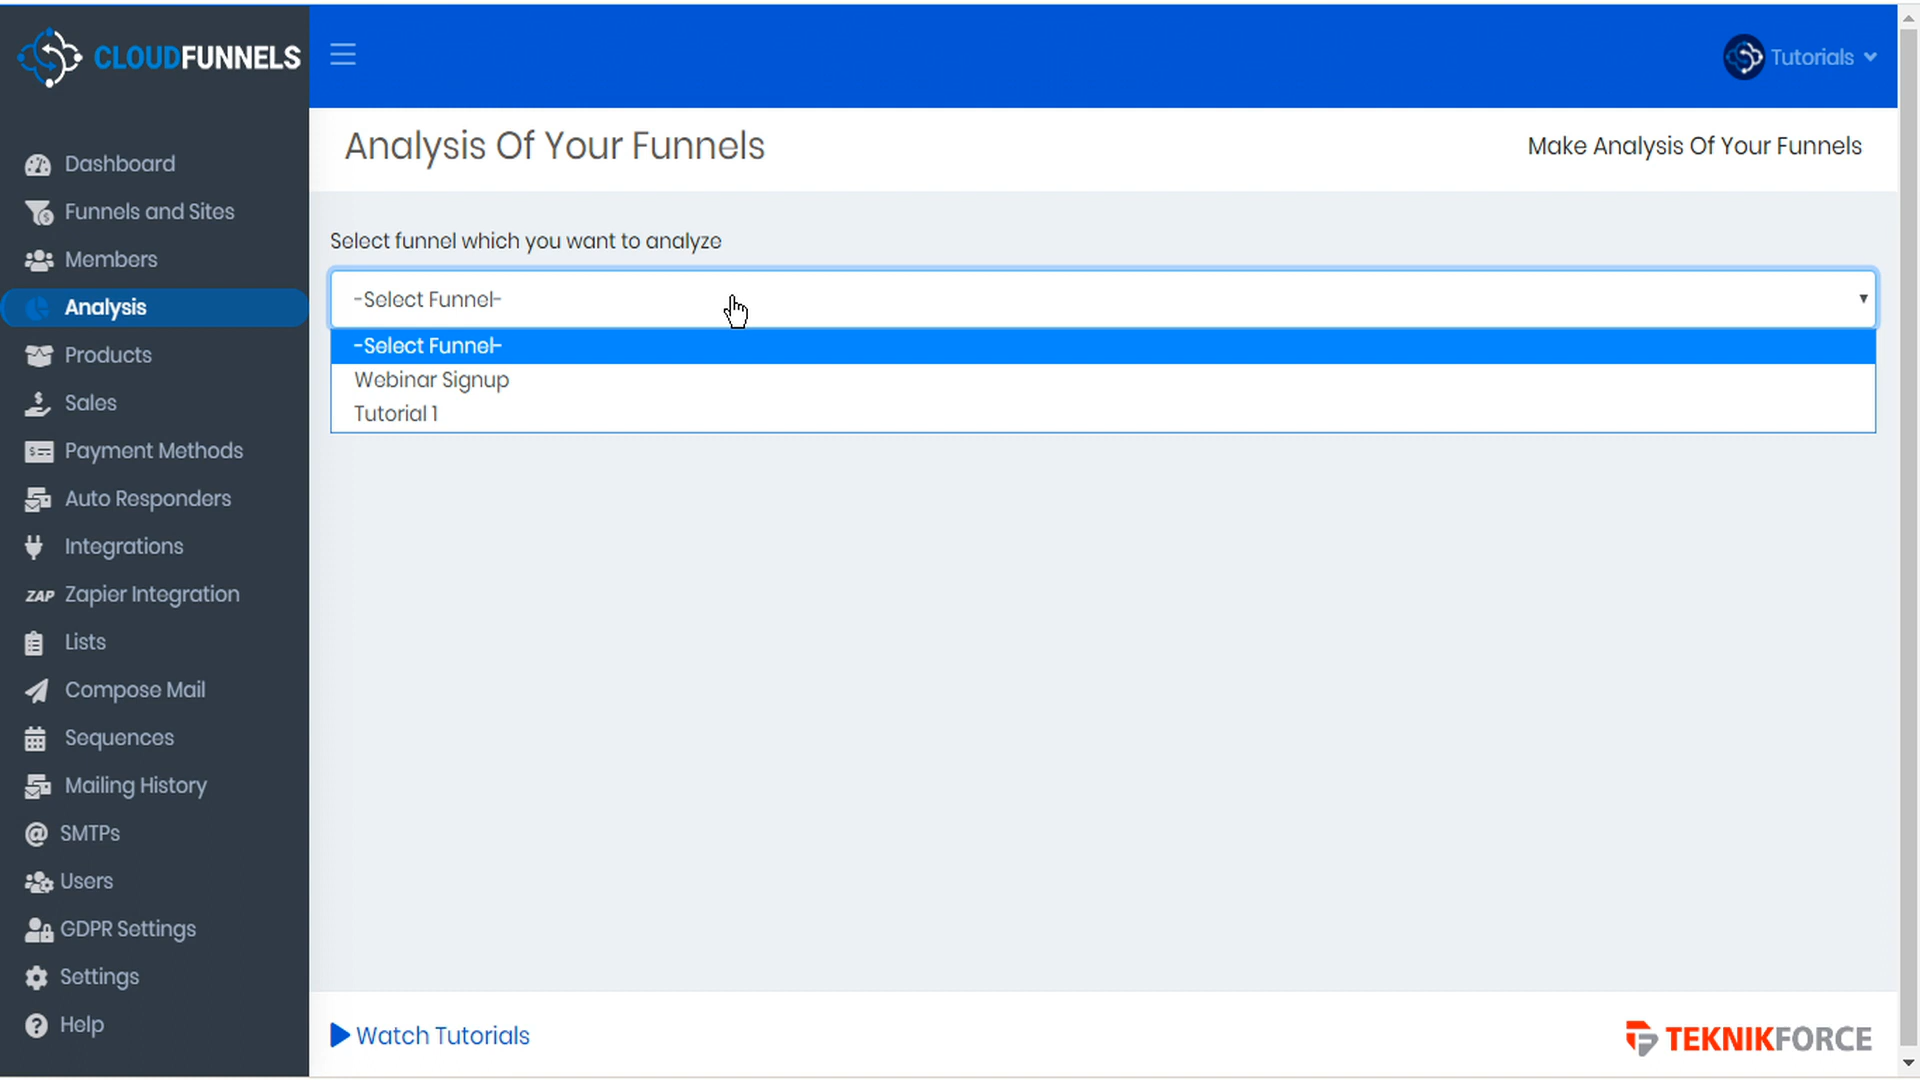 CLOUDFUNNELS
Tutorials
Dashboard
Funnels and Sites
Members
Analysis
Products
Sales
Payment Methods
Auto Responders
Integrations
ZAP Zapier Integration
Lists
Compose Mail
Sequences
Mailing History
SMTPs
Users
GDPR Settings
Settings
Help
Analysis Of Your Funnels
Make Analysis Of Your Funnels
Select funnel which you want to analyze
-Select Funnel-
-Select Funnel-
Webinar Signup
Tutorial 1
Watch Tutorials
TEKNIKFORCE